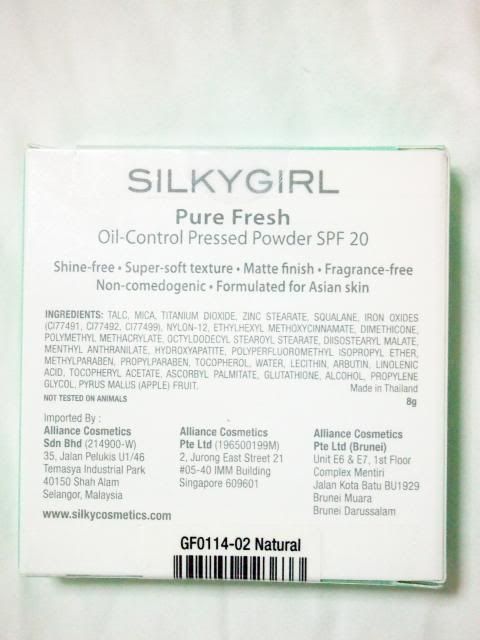 SILKYGIRL
Pure Fresh
Oil-Control Pressed Powder SPF 20
Shine-free • Super-soft texture • Matte finish • Fragrance-free
Non-comedogenic • Formulated for Asian skin
INGREDIENTS: TALC, MICA, TITANIUM DIOXIDE, ZINC STEARATE, SQUALANE, IRON OXIDES
(CI77491, CI77492, CI77499), NYLON-12, ETHYLHEXYL METHOXYCINNAMATE, DIMETHICONE,
POLYMETHYL METHACRYLATE, OCTYLDODECYL STEAROYL STEARATE, DIISOSTEARYL MALATE,
MENTHYL ANTHRANILATE, HYDROXYAPATITE, POLYPERFLUOROMETHYL ISOPROPYL ETHER,
METHYLPARABEN, PROPYLPARABEN, TOCOPHEROL, WATER, LECITHIN, ARBUTIN, LINOLENIC
ACID, TOCOPHERYL ACETATE, ASCORBYL PALMITATE, GLUTATHIONE, ALCOHOL, PROPYLENE
GLYCOL, PYRUS MALUS (APPLE) FRUIT.
Made in Thailand
NOT TESTED ON ANIMALS
8g
Imported By :
Alliance Cosmetics
Sdn Bhd (214900-W)
35, Jalan Pelukis U1/46
Temasya Industrial Park
40150 Shah Alam
Selangor, Malaysia
Alliance Cosmetics
Pte Ltd (196500199M)
2, Jurong East Street 21
#05-40 IMM Building
Singapore 609601
Alliance Cosmetics
Pte Ltd (Brunei)
Unit E6 & E7, 1st Floor
Complex Mentiri
Jalan Kota Batu BU1929
Brunei Muara
Brunei Darussalam
www.silkycosmetics.com
GF0114-02 Natural